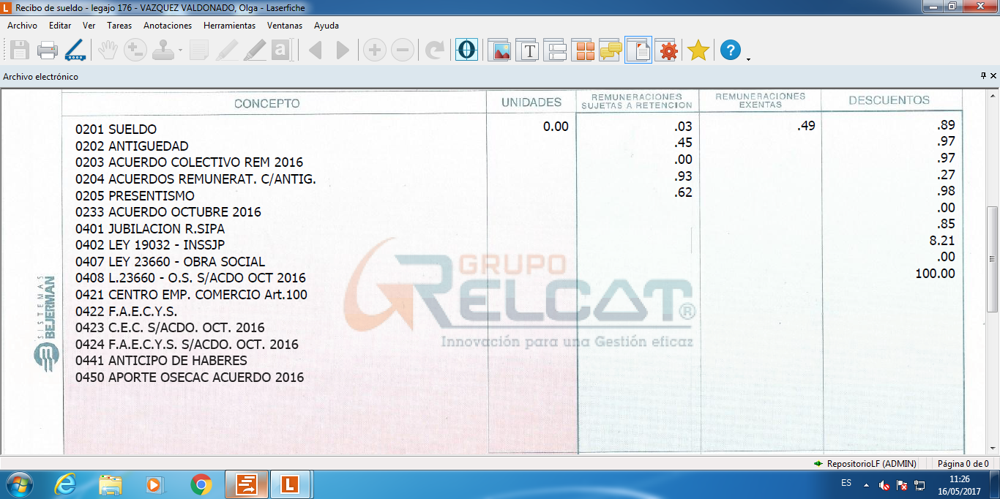 Recibo de sueldo - legajo 176 - VAZQUEZ VALDONADO, Olga - Laserfiche
Archivo Editar Ver Tareas Anotaciones Herramientas Ventanas Ayuda
Archivo electrónico
CONCEPTO UNIDADES REMUNERACIONES SUJETAS A RETENCION REMUNERACIONES EXENTAS DESCUENTOS
0201 SUELDO 0.00 .03 .49 .89
0202 ANTIGUEDAD .45 .97
0203 ACUERDO COLECTIVO REM 2016 .00 .97
0204 ACUERDOS REMUNERAT. C/ANTIG. .93 .27
0205 PRESENTISMO .62 .98
0233 ACUERDO OCTUBRE 2016 .00
0401 JUBILACION R.SIPA .85
0402 LEY 19032 - INSSJP 8.21
0407 LEY 23660 - OBRA SOCIAL .00
0408 L.23660 - O.S. S/ACDO OCT 2016 100.00
0421 CENTRO EMP. COMERCIO Art.100
0422 F.A.E.C.Y.S.
0423 C.E.C. S/ACDO. OCT. 2016
0424 F.A.E.C.Y.S. S/ACDO. OCT. 2016
0441 ANTICIPO DE HABERES
0450 APORTE OSECAC ACUERDO 2016
SISTEMAS
BEJERMAN
GRUPO
RELCAT®
Innovación para una Gestión eficaz
RepositorioLF (ADMIN) Página 0 de 0
ES 11:26
16/05/2017